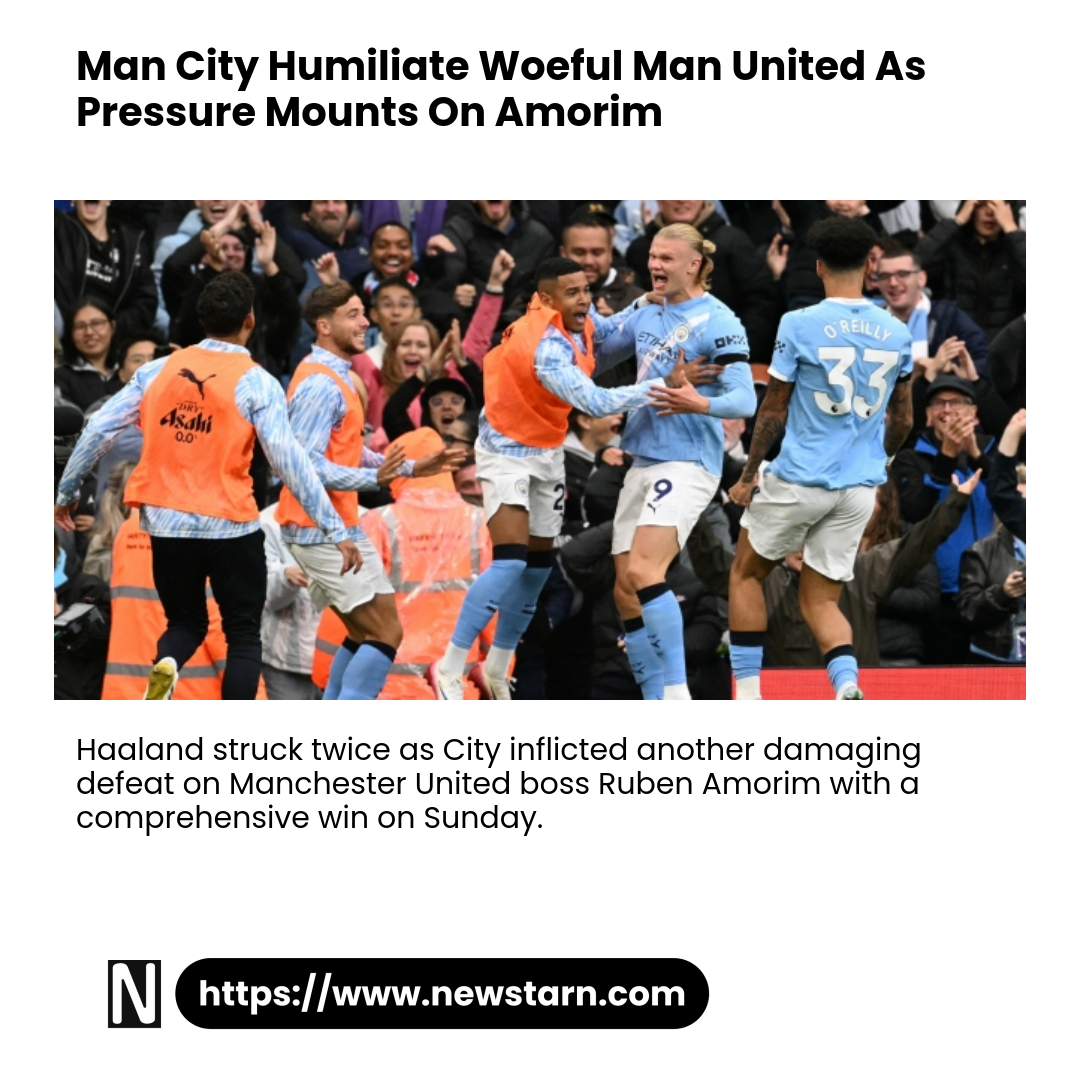 Man City Humiliate Woeful Man United As
Pressure Mounts On Amorim
DRY
Asahi
0.0%
ETIHAD
OKX
2
9
O'REILLY
33
Haaland struck twice as City inflicted another damaging
defeat on Manchester United boss Ruben Amorim with a
comprehensive win on Sunday.
N
https://www.newstarn.com